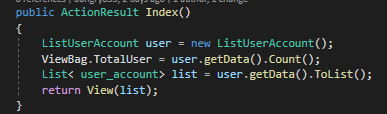 public ActionResult Index()
{
ListUserAccount user = new ListUserAccount();
ViewBag.TotalUser = user.getData().Count();
List< user_account> list = user.getData().ToList();
return View(list);
}